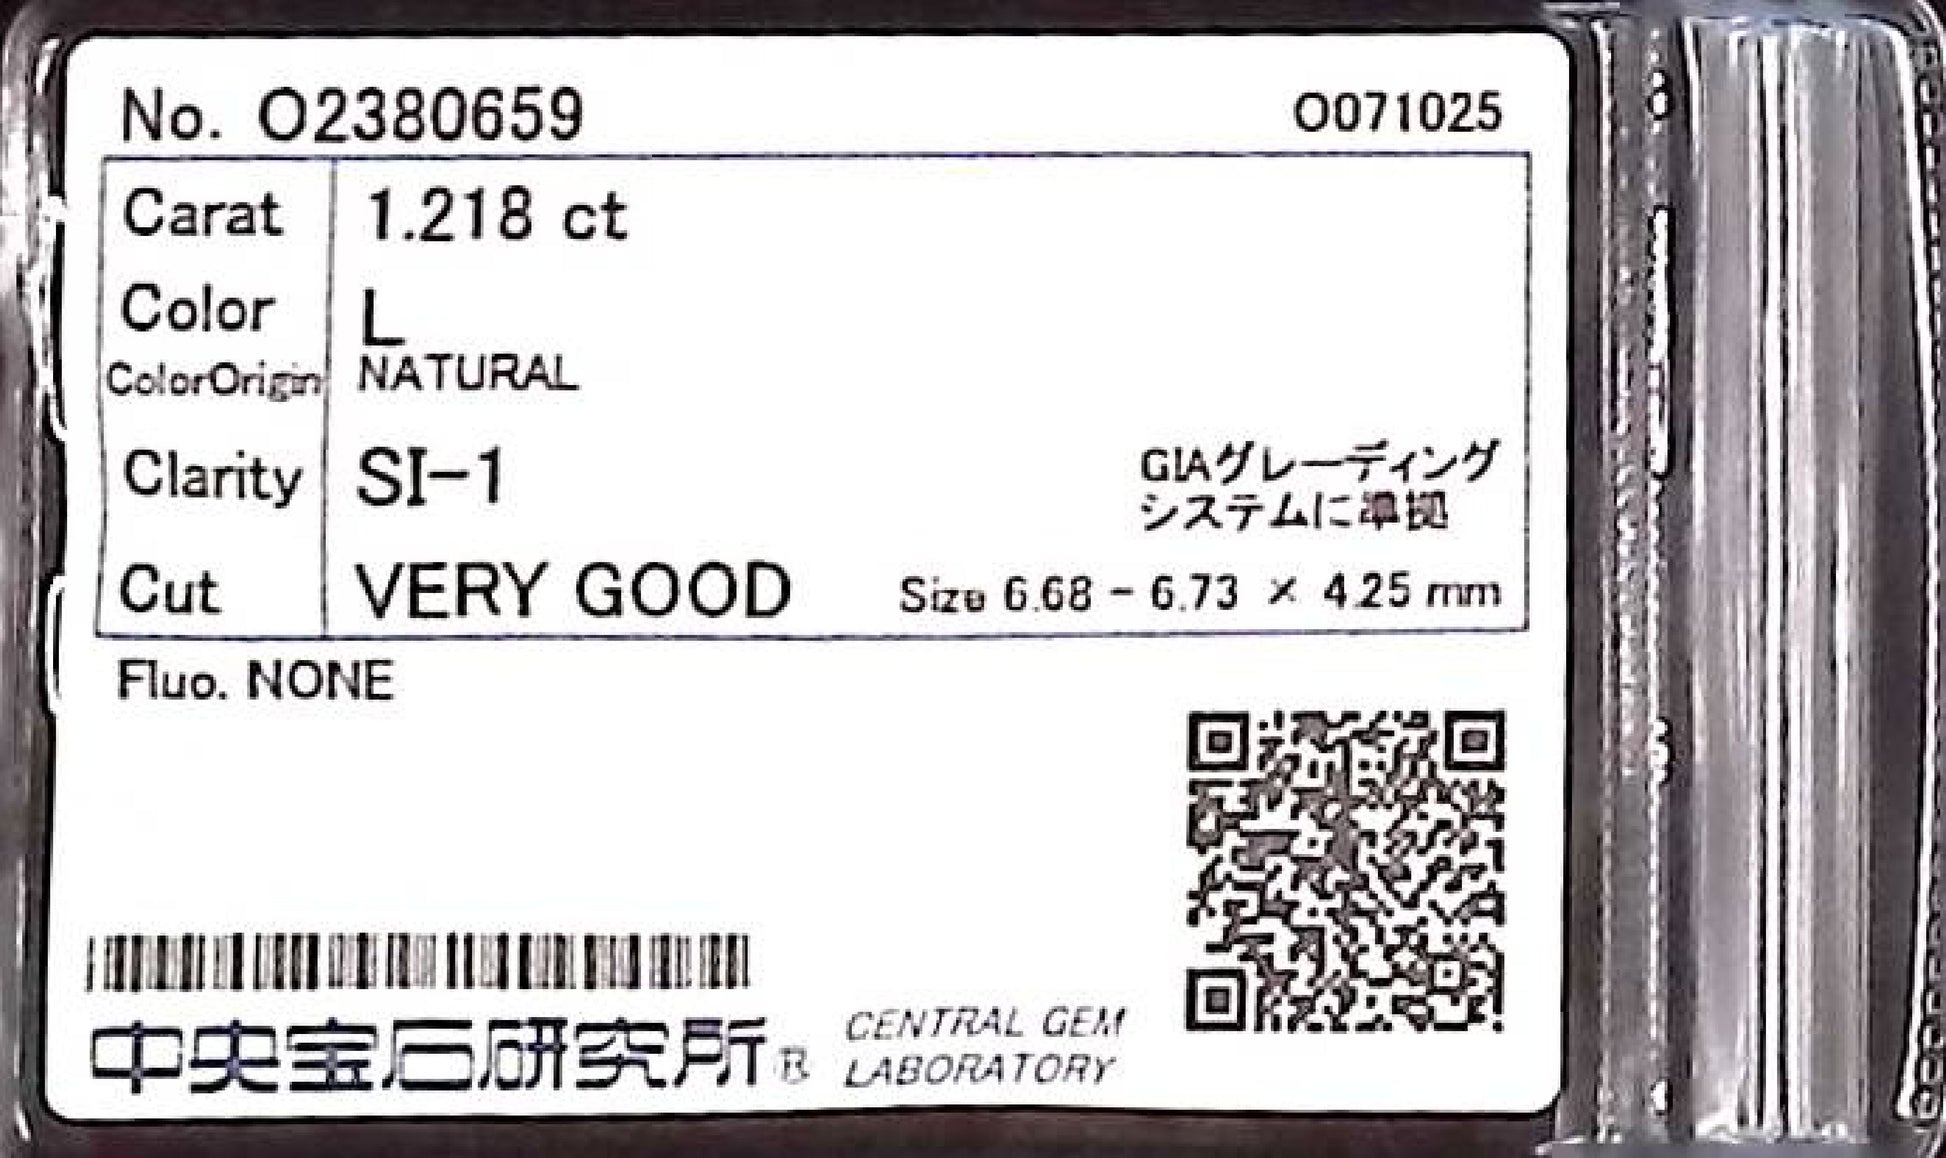 No. O2380659 O071025
Carat 1.218 ct
Color L
ColorOrigin NATURAL
Clarity SI-1
GIAグレーディング
システムに準拠
Cut VERY GOOD Size 6.68 - 6.73 × 4.25 mm
Fluo. NONE
中央宝石研究所® CENTRAL GEM
LABORATORY